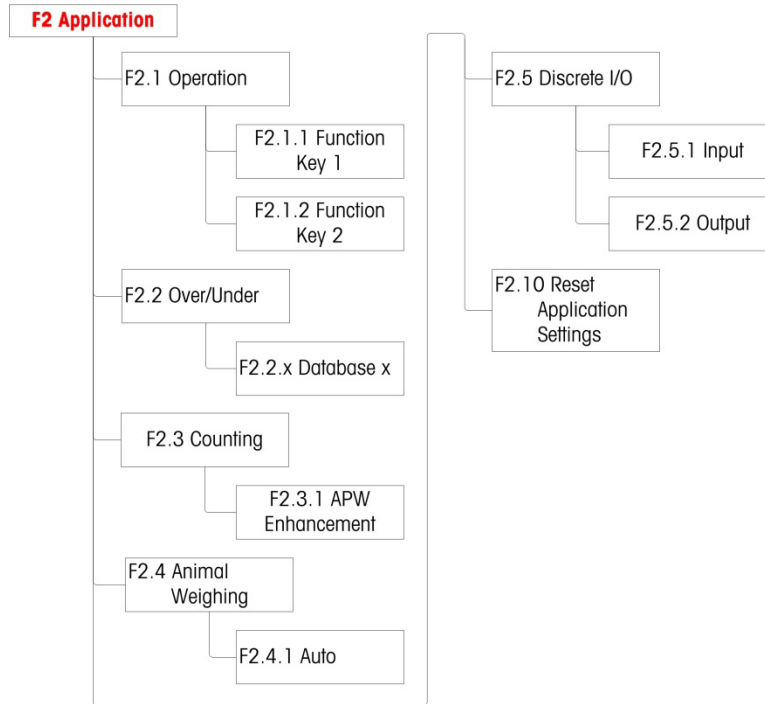 F2 Application
F2.1 Operation
F2.1.1 Function
Key 1
F2.1.2 Function
Key 2
F2.2 Over/Under
F2.2.x Database x
F2.3 Counting
F2.3.1 APW
Enhancement
F2.4 Animal
Weighing
F2.4.1 Auto
F2.5 Discrete I/O
F2.5.1 Input
F2.5.2 Output
F2.10 Reset
Application
Settings